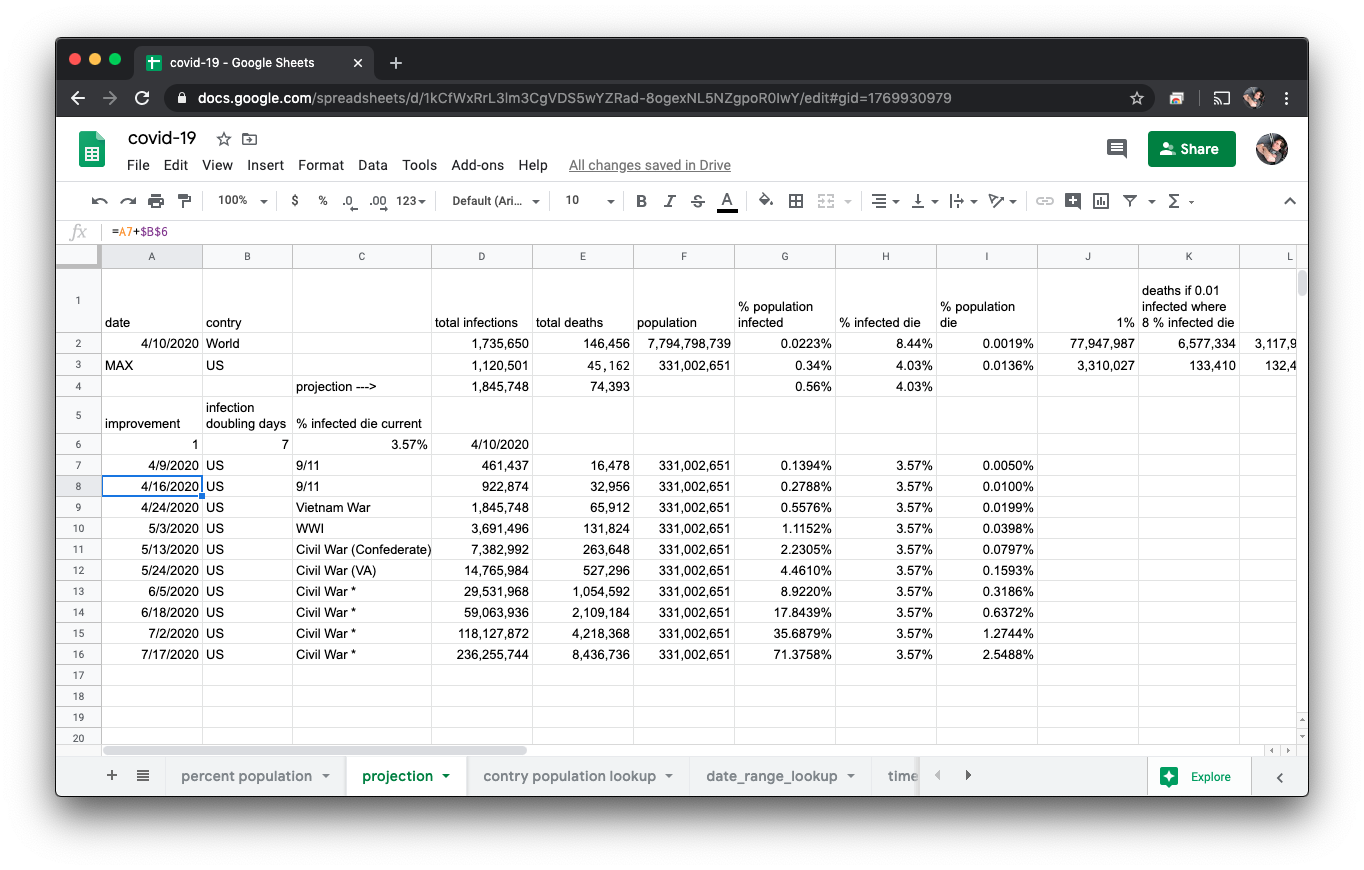 covid-19 - Google Sheets
docs.google.com/spreadsheets/d/1kCfWxRrL3lm3CgVDS5wYZRad-8ogexNL5NZgpoR0IwY/edit#gid=1769930979
covid-19
Share
File Edit View Insert Format Data Tools Add-ons Help All changes saved in Drive
100% $ % .0 .00 123 Default (Ari... 10 B I S A
fx =A7+$B$6
A B C D E F G H I J K L
1 date contry total infections total deaths population % population infected % infected die % population die 1% deaths if 0.01 infected where 8 % infected die
2 4/10/2020 World 1,735,650 146,456 7,794,798,739 0.0223% 8.44% 0.0019% 77,947,987 6,577,334 3,117,9
3 MAX US 1,120,501 45,162 331,002,651 0.34% 4.03% 0.0136% 3,310,027 133,410 132,4
4 projection ---> 1,845,748 74,393 0.56% 4.03%
5 improvement infection doubling days % infected die current
6 1 7 3.57% 4/10/2020
7 4/9/2020 US 9/11 461,437 16,478 331,002,651 0.1394% 3.57% 0.0050%
8 4/16/2020 US 9/11 922,874 32,956 331,002,651 0.2788% 3.57% 0.0100%
9 4/24/2020 US Vietnam War 1,845,748 65,912 331,002,651 0.5576% 3.57% 0.0199%
10 5/3/2020 US WWI 3,691,496 131,824 331,002,651 1.1152% 3.57% 0.0398%
11 5/13/2020 US Civil War (Confederate) 7,382,992 263,648 331,002,651 2.2305% 3.57% 0.0797%
12 5/24/2020 US Civil War (VA) 14,765,984 527,296 331,002,651 4.4610% 3.57% 0.1593%
13 6/5/2020 US Civil War * 29,531,968 1,054,592 331,002,651 8.9220% 3.57% 0.3186%
14 6/18/2020 US Civil War * 59,063,936 2,109,184 331,002,651 17.8439% 3.57% 0.6372%
15 7/2/2020 US Civil War * 118,127,872 4,218,368 331,002,651 35.6879% 3.57% 1.2744%
16 7/17/2020 US Civil War * 236,255,744 8,436,736 331,002,651 71.3758% 3.57% 2.5488%
17
18
19
20
percent population projection contry population lookup date_range_lookup time Explore